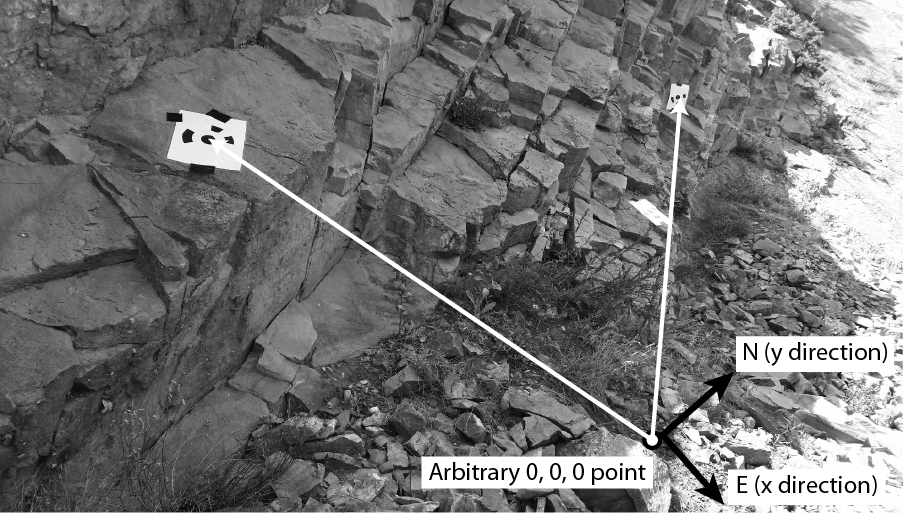 N (y direction)
Arbitrary 0, 0, 0 point
E (x direction)